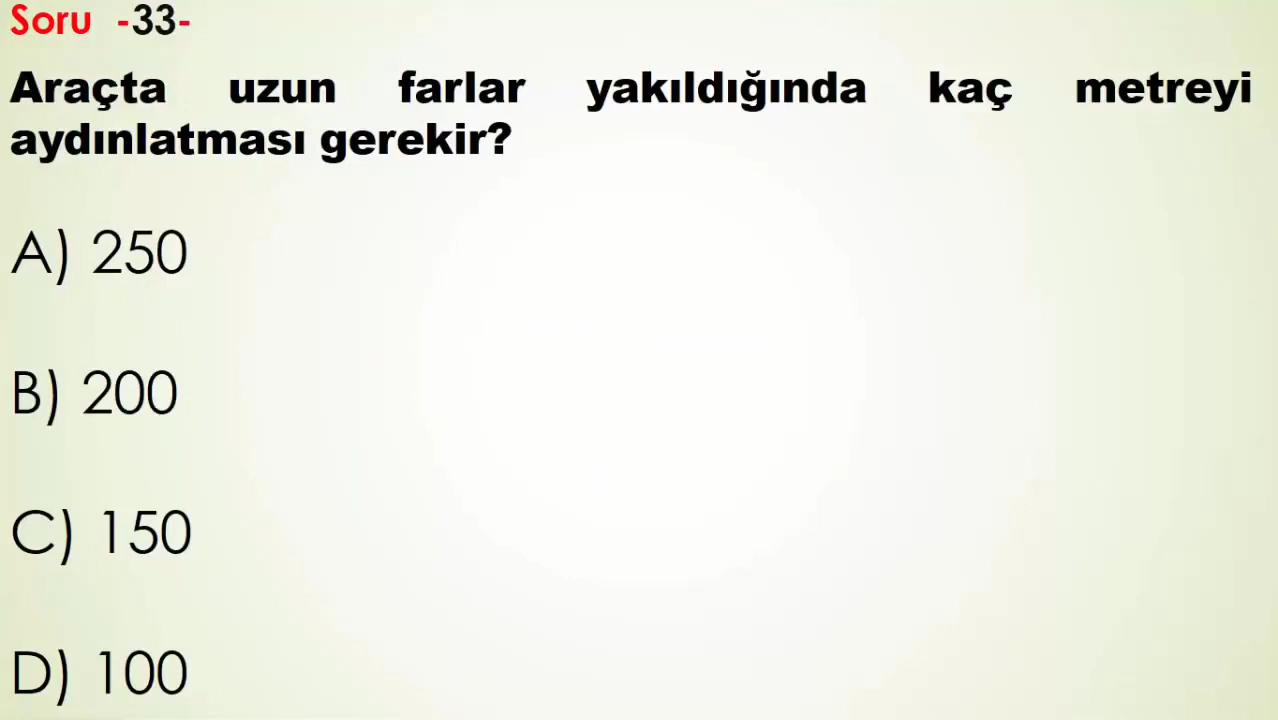 Soru -33-
Araçta uzun farlar yakıldığında kaç metreyi
aydınlatması gerekir?
A) 250
B) 200
C) 150
D) 100